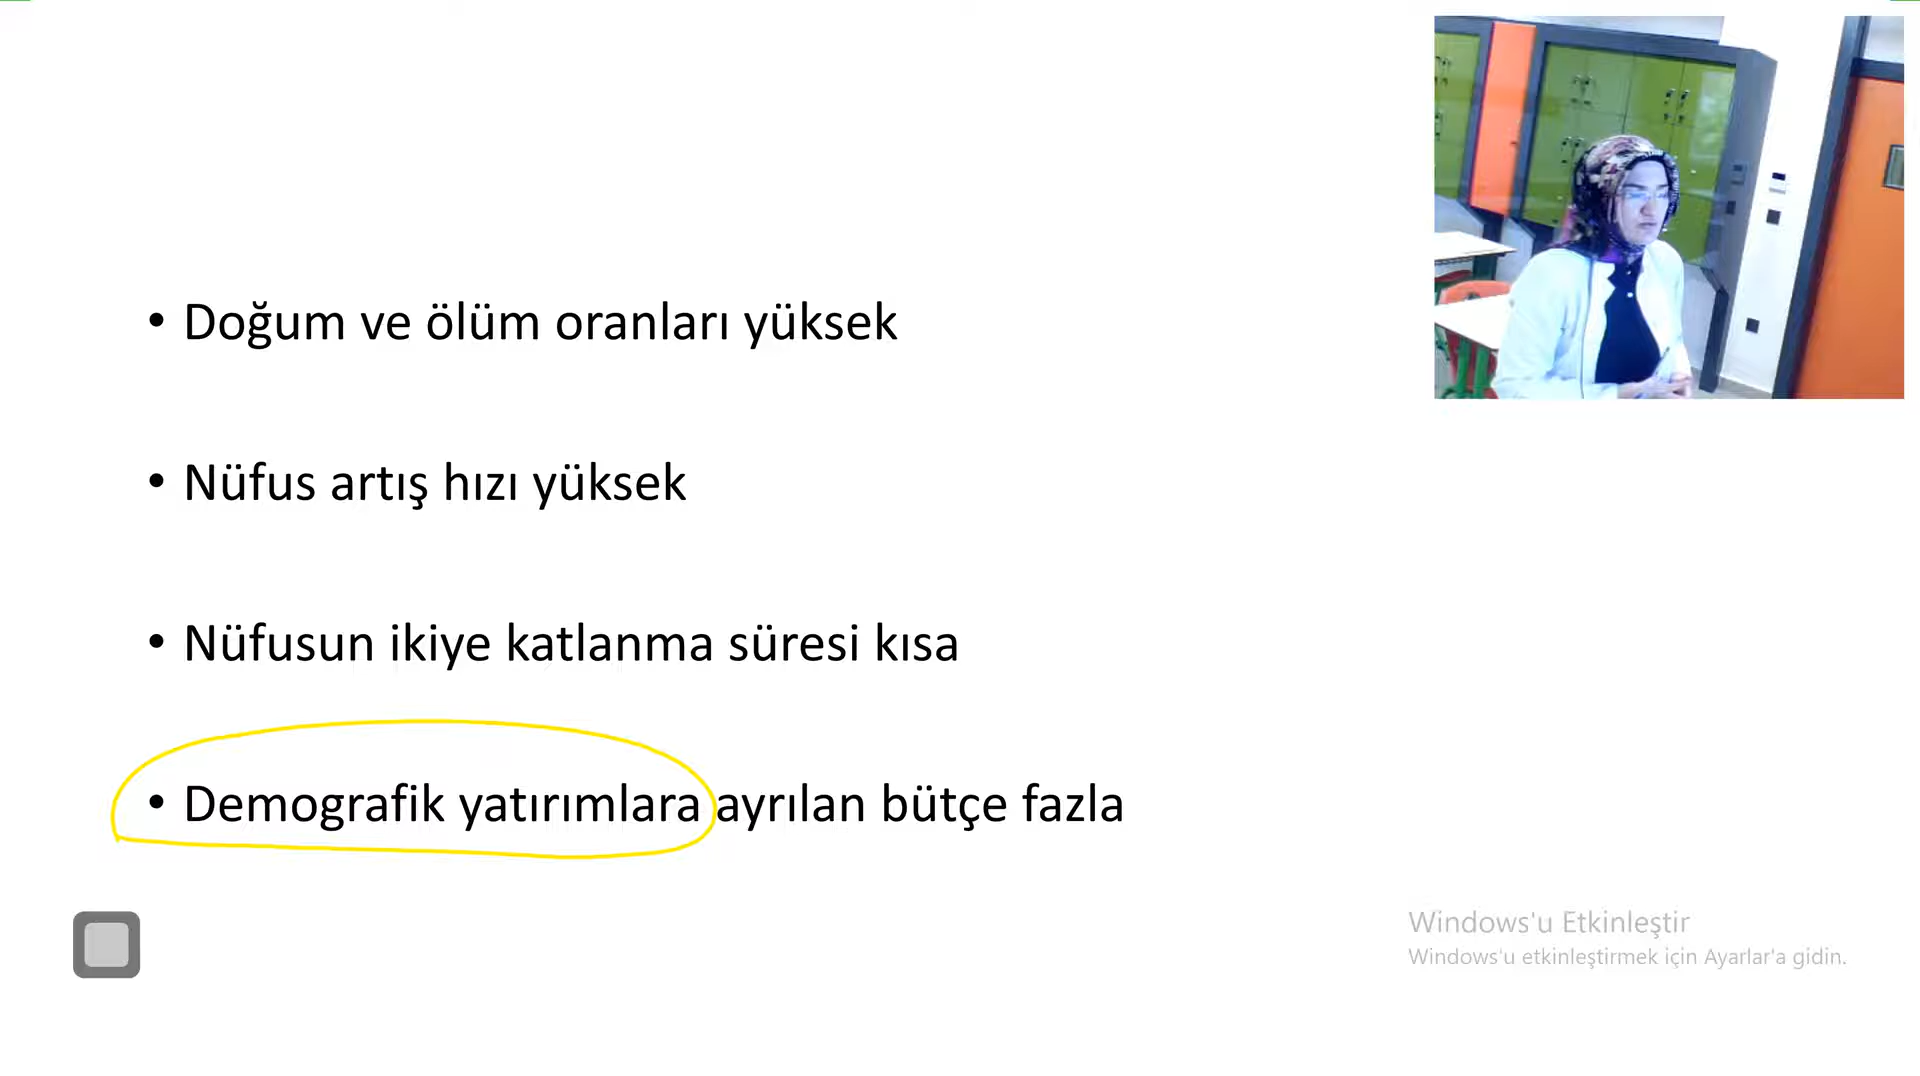 • Doğum ve ölüm oranları yüksek
• Nüfus artış hızı yüksek
• Nüfusun ikiye katlanma süresi kısa
• Demografik yatırımlara ayrılan bütçe fazla
Windows'u Etkinleştir
Windows'u etkinleştirmek için Ayarlar'a gidin.